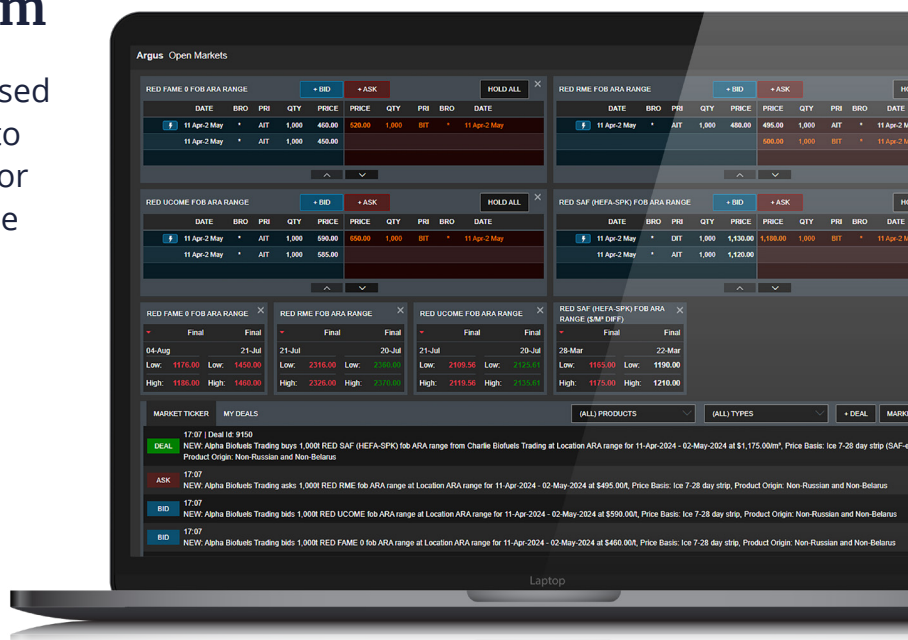 m
sed
to
or
e
Argus Open Markets
RED FAME 0 FOB ARA RANGE + BID + ASK HOLD ALL ×
DATE BRO PRI QTY PRICE PRICE QTY PRI BRO DATE
11 Apr-2 May * AIT 1,000 460.00 520.00 1,000 BIT * 11 Apr-2 May
11 Apr-2 May * AIT 1,000 450.00
RED RME FOB ARA RANGE + BID + ASK HO
DATE BRO PRI QTY PRICE PRICE QTY PRI BRO DATE
11 Apr-2 May * AIT 1,000 480.00 495.00 1,000 AIT * 11 Apr-2 M
500.00 1,000 BIT * 11 Apr-2 M
RED UCOME FOB ARA RANGE + BID + ASK HOLD ALL ×
DATE BRO PRI QTY PRICE PRICE QTY PRI BRO DATE
11 Apr-2 May * AIT 1,000 590.00 650.00 1,000 BIT * 11 Apr-2 May
11 Apr-2 May * AIT 1,000 585.00
RED SAF (HEFA-SPK) FOB ARA RANGE + BID + ASK HO
DATE BRO PRI QTY PRICE PRICE QTY PRI BRO DATE
11 Apr-2 May * DIT 1,000 1,130.00 1,180.00 1,000 BIT * 11 Apr-2 M
11 Apr-2 May * AIT 1,000 1,120.00
RED FAME 0 FOB ARA RANGE ×
Final Final
04-Aug 21-Jul
Low: 1176.00 Low: 1450.00
High: 1186.00 High: 1460.00
RED RME FOB ARA RANGE ×
Final Final
21-Jul 20-Jul
Low: 2316.00 Low: 2360.00
High: 2326.00 High: 2370.00
RED UCOME FOB ARA RANGE ×
Final Final
21-Jul 20-Jul
Low: 2109.56 Low: 2125.61
High: 2119.56 High: 2135.61
RED SAF (HEFA-SPK) FOB ARA ×
RANGE ($/M³ DIFF)
Final Final
28-Mar 22-Mar
Low: 1165.00 Low: 1190.00
High: 1175.00 High: 1210.00
MARKET TICKER MY DEALS (ALL) PRODUCTS (ALL) TYPES + DEAL MARK
17:07 | Deal Id: 9150
DEAL NEW: Alpha Biofuels Trading buys 1,000t RED SAF (HEFA-SPK) fob ARA range from Charlie Biofuels Trading at Location ARA range for 11-Apr-2024 - 02-May-2024 at $1,175.00/m³, Price Basis: Ice 7-28 day strip (SAF-e
Product Origin: Non-Russian and Non-Belarus
17:07
ASK NEW: Alpha Biofuels Trading asks 1,000t RED RME fob ARA range at Location ARA range for 11-Apr-2024 - 02-May-2024 at $495.00/t, Price Basis: Ice 7-28 day strip, Product Origin: Non-Russian and Non-Belarus
17:07
BID NEW: Alpha Biofuels Trading bids 1,000t RED UCOME fob ARA range at Location ARA range for 11-Apr-2024 - 02-May-2024 at $590.00/t, Price Basis: Ice 7-28 day strip, Product Origin: Non-Russian and Non-Belarus
17:07
BID NEW: Alpha Biofuels Trading bids 1,000t RED FAME 0 fob ARA range at Location ARA range for 11-Apr-2024 - 02-May-2024 at $460.00/t, Price Basis: Ice 7-28 day strip, Product Origin: Non-Russian and Non-Belarus
Laptop